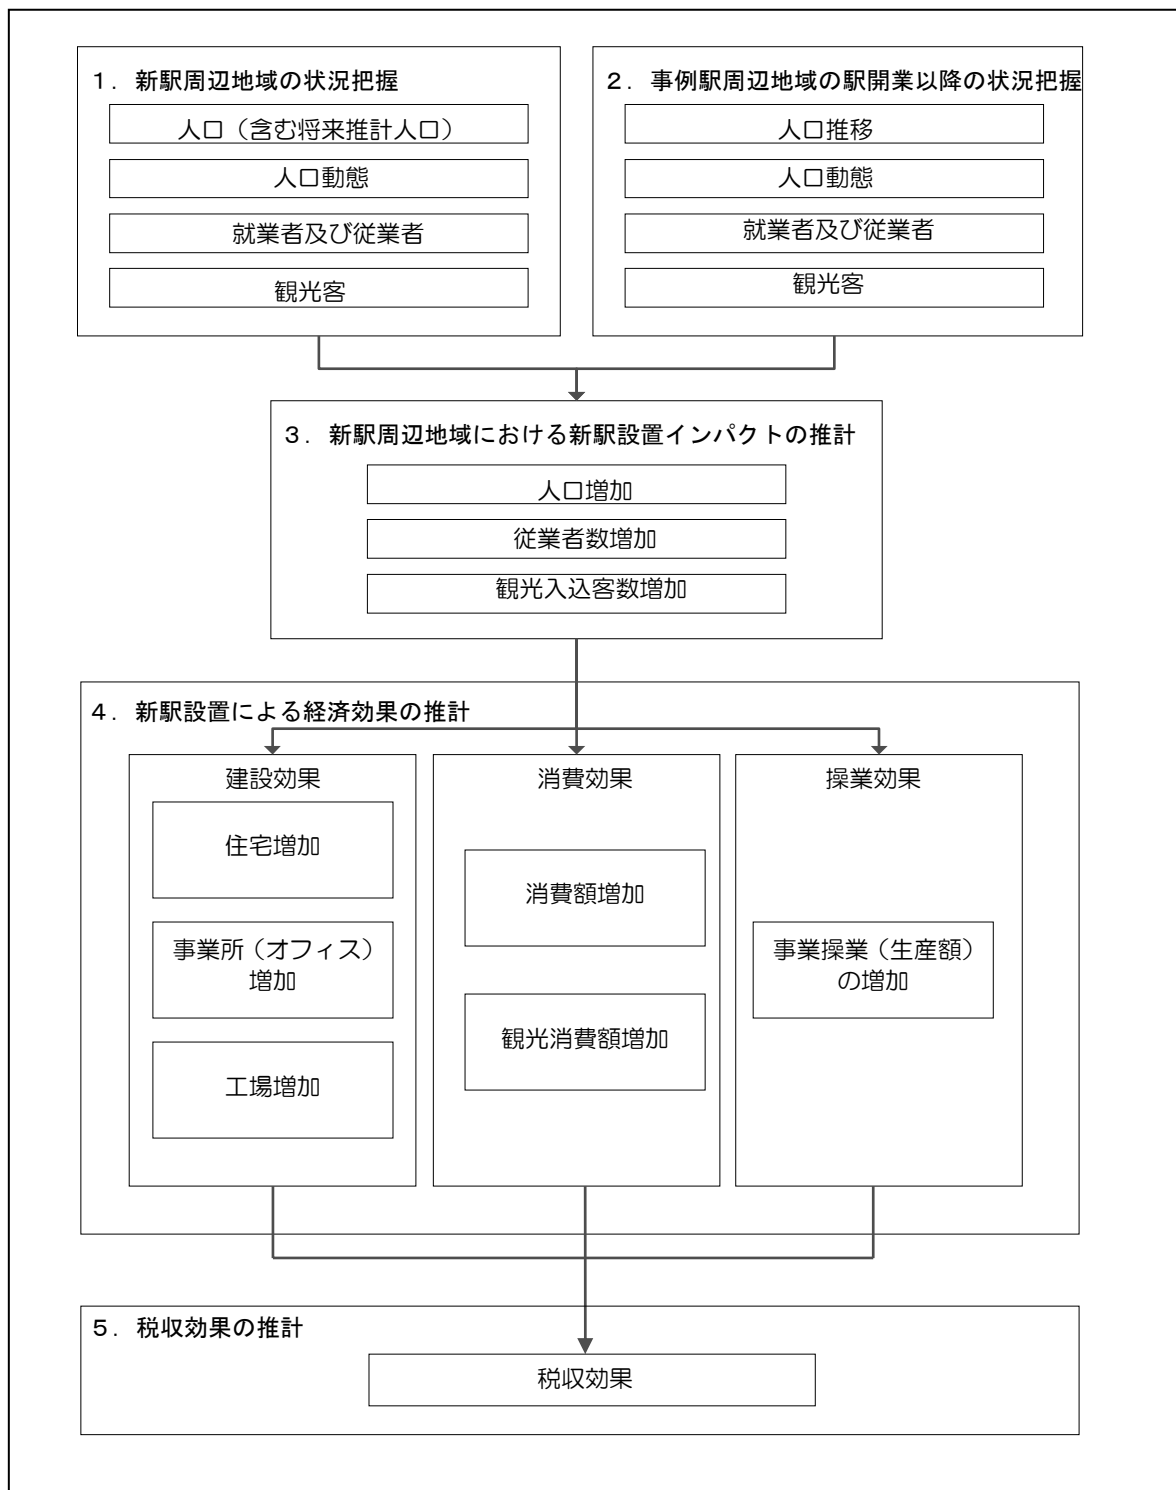 １．新駅周辺地域の状況把握
人口（含む将来推計人口）
人口動態
就業者及び従業者
観光客
２．事例駅周辺地域の駅開業以降の状況把握
人口推移
人口動態
就業者及び従業者
観光客
３．新駅周辺地域における新駅設置インパクトの推計
人口増加
従業者数増加
観光入込客数増加
４．新駅設置による経済効果の推計
建設効果
住宅増加
事業所（オフィス）
増加
工場増加
消費効果
消費額増加
観光消費額増加
操業効果
事業操業（生産額）
の増加
５．税収効果の推計
税収効果